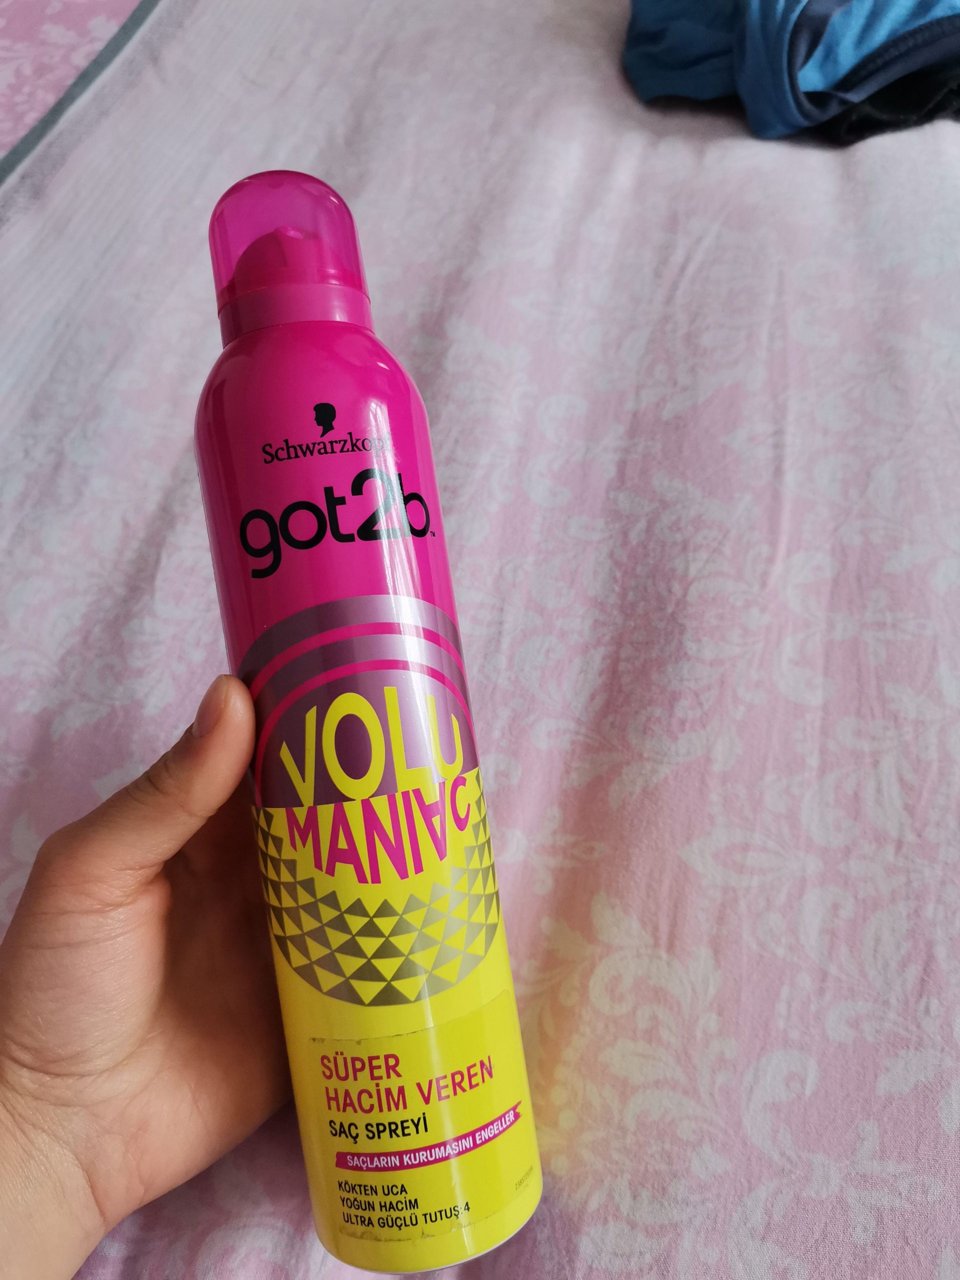 Schwarzkopf
got2b
VOLU
MANIAC
SÜPER
HACİM VEREN
SAÇ SPREYİ
SAÇLARIN KURUMASINI ENGELLER
KÖKTEN UCA
YOĞUN HACİM
ULTRA GÜÇLÜ TUTUŞ:4